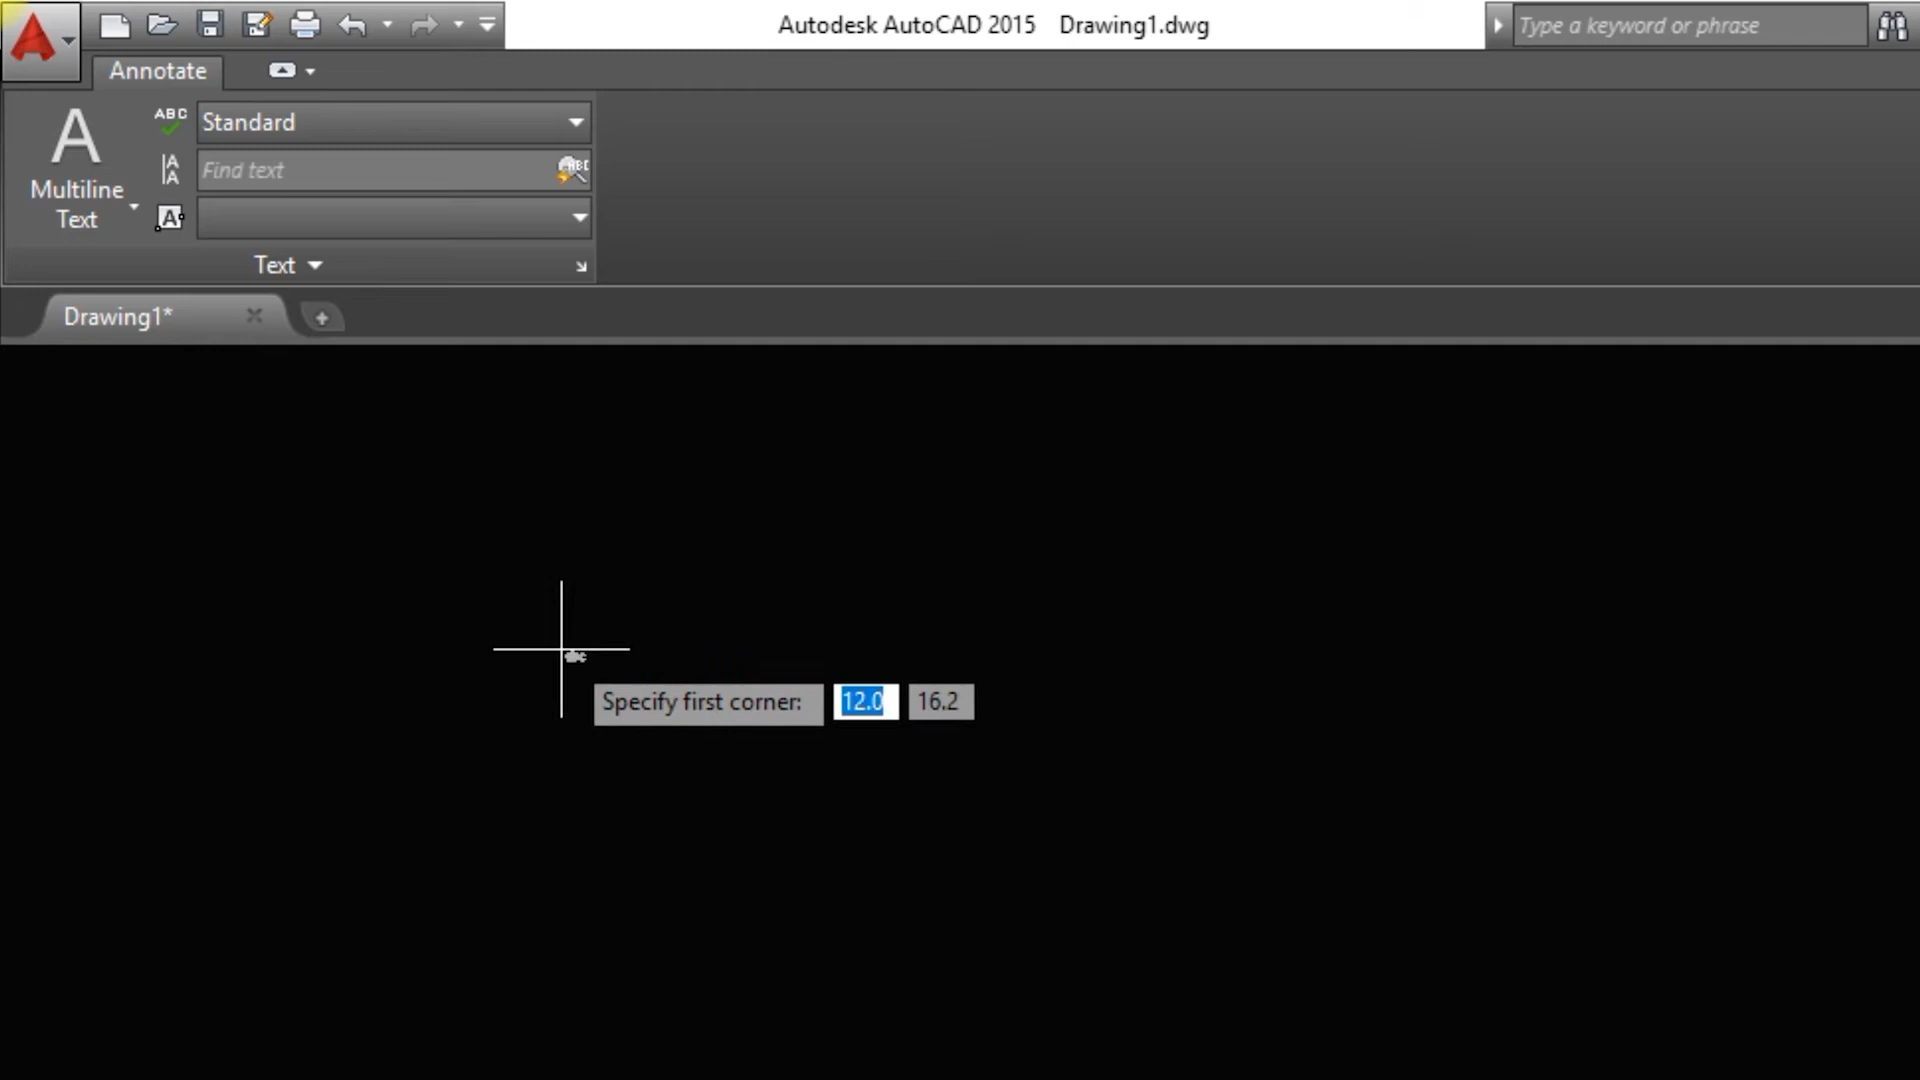 Autodesk AutoCAD 2015 Drawing1.dwg
Type a keyword or phrase
Annotate
A
Multiline
Text
ABC
Standard
A
A
Find text
ABC
A
Text
Drawing1*
Specify first corner: 12.0 16.2